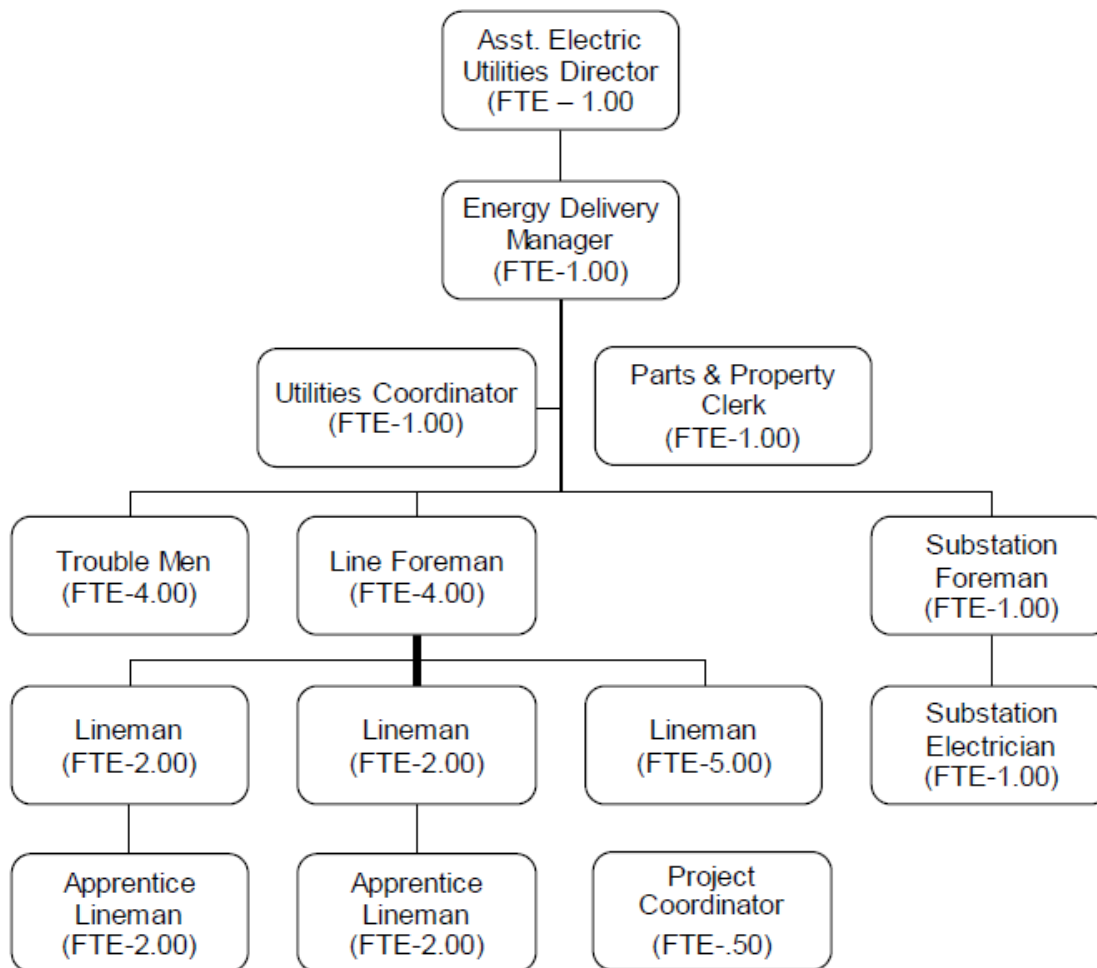 Asst. Electric
Utilities Director
(FTE – 1.00
Energy Delivery
Manager
(FTE-1.00)
Utilities Coordinator
(FTE-1.00)
Parts & Property
Clerk
(FTE-1.00)
Trouble Men
(FTE-4.00)
Line Foreman
(FTE-4.00)
Substation
Foreman
(FTE-1.00)
Lineman
(FTE-2.00)
Lineman
(FTE-2.00)
Lineman
(FTE-5.00)
Substation
Electrician
(FTE-1.00)
Apprentice
Lineman
(FTE-2.00)
Apprentice
Lineman
(FTE-2.00)
Project
Coordinator
(FTE-.50)